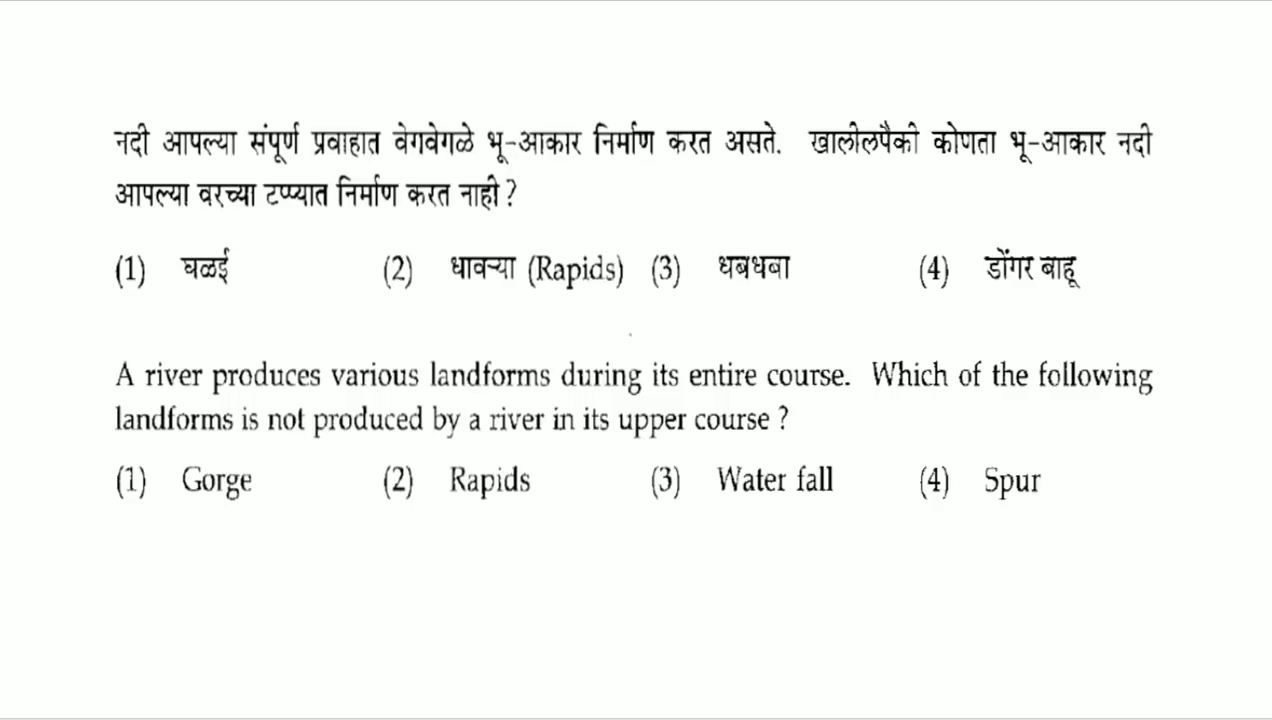 नदी आपल्या संपूर्ण प्रवाहात वेगवेगळे भू-आकार निर्माण करत असते. खालीलपैकी कोणता भू-आकार नदी
आपल्या वरच्या टप्प्यात निर्माण करत नाही ?
(1) घळई (2) धावऱ्या (Rapids) (3) धबधबा (4) डोंगर बाहू
A river produces various landforms during its entire course. Which of the following
landforms is not produced by a river in its upper course ?
(1) Gorge (2) Rapids (3) Water fall (4) Spur